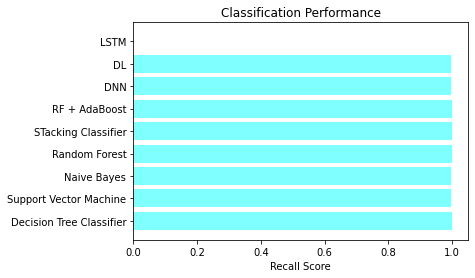 Classification Performance
LSTM
DL
DNN
RF + AdaBoost
STacking Classifier
Random Forest
Naive Bayes
Support Vector Machine
Decision Tree Classifier
0.0 0.2 0.4 0.6 0.8 1.0
Recall Score